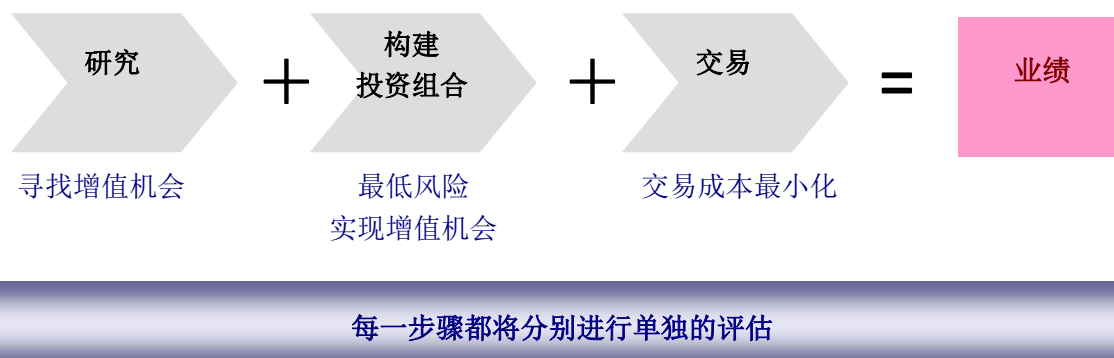 研究
+
构建
投资组合
+
交易
=
业绩
寻找增值机会
最低风险
实现增值机会
交易成本最小化
每一步骤都将分别进行单独的评估